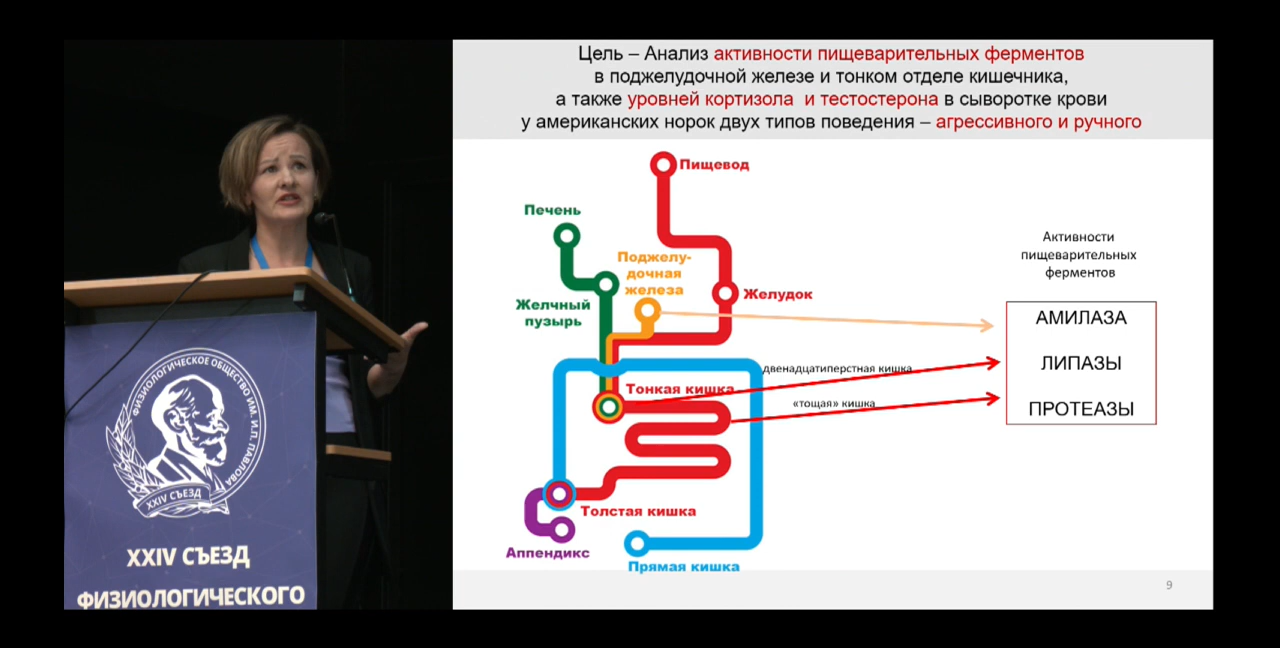 Цель – Анализ активности пищеварительных ферментов
в поджелудочной железе и тонком отделе кишечника,
а также уровней кортизола и тестостерона в сыворотке крови
у американских норок двух типов поведения – агрессивного и ручного
Пищевод
Печень
Поджелу-
дочная
железа
Желчный
пузырь
Желудок
Активности
пищеварительных
ферментов
АМИЛАЗА
ЛИПАЗЫ
ПРОТЕАЗЫ
двенадцатиперстная кишка
Тонкая кишка
«тощая» кишка
Толстая кишка
Аппендикс
Прямая кишка
9
ФИЗИОЛОГИЧЕСКОЕ ОБЩЕСТВО ИМ. И.П. ПАВЛОВА
XXIV СЪЕЗД
XXIV СЪЕЗД
ФИЗИОЛОГИЧЕСКОГО